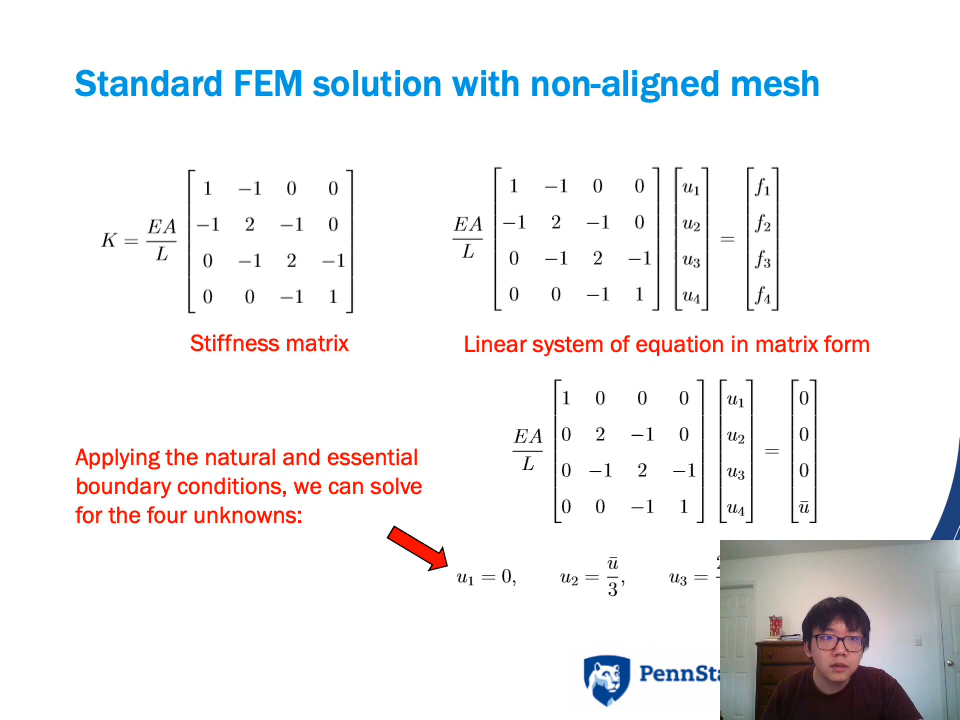 Standard FEM solution with non-aligned mesh
K = EA/L [1 −1 0 0; −1 2 −1 0; 0 −1 2 −1; 0 0 −1 1]
EA/L [1 −1 0 0; −1 2 −1 0; 0 −1 2 −1; 0 0 −1 1] [u₁; u₂; u₃; u₄] = [f₁; f₂; f₃; f₄]
Stiffness matrix
Linear system of equation in matrix form
EA/L [1 0 0 0; 0 2 −1 0; 0 −1 2 −1; 0 0 −1 1] [u₁; u₂; u₃; u₄] = [0; 0; 0; ū]
Applying the natural and essential
boundary conditions, we can solve
for the four unknowns:
u₁ = 0, u₂ = ū/3, u₃ =